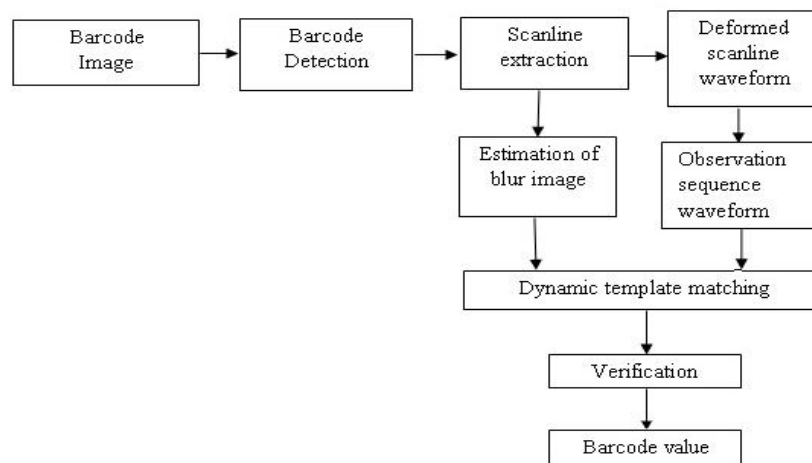 Barcode
Image
Barcode
Detection
Scanline
extraction
Deformed
scanline
waveform
Estimation of
blur image
Observation
sequence
waveform
Dynamic template matching
Verification
Barcode value